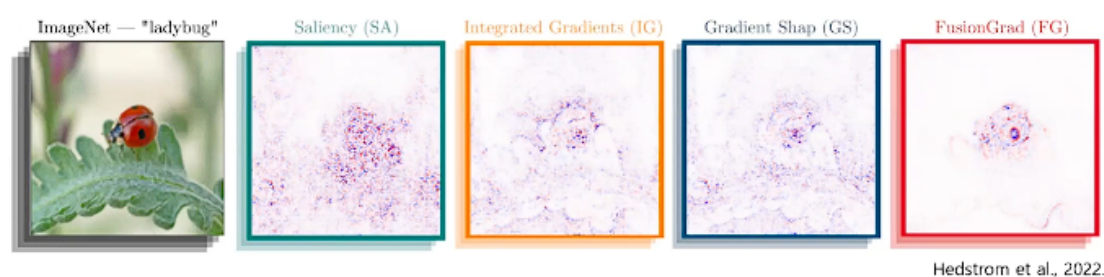 ImageNet — "ladybug"
Saliency (SA)
Integrated Gradients (IG)
Gradient Shap (GS)
FusionGrad (FG)
Hedstrom et al., 2022.